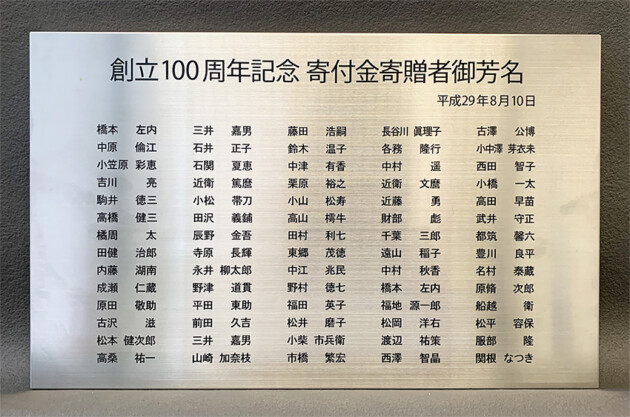 創立100周年記念 寄付金寄贈者御芳名
平成29年8月10日
橋本 左内 三井 嘉男 藤田 浩嗣 長谷川 眞理子 古澤 公博
中原 倫江 石井 正子 鈴木 温子 各務 隆行 小中澤 芽衣未
小笠原 彩恵 石関 夏恵 中津 有香 中村 遥 西田 智子
吉川 亮 近衛 篤麿 栗原 裕之 近衛 文麿 小橋 一太
駒井 徳三 小松 帯刀 小山 松寿 近藤 勇 高田 早苗
高橋 健三 田沢 義鋪 高山 樗牛 財部 彪 武井 守正
橘周 太 辰野 金吾 田村 利七 千葉 三郎 都筑 馨六
田健 治郎 寺原 長輝 東郷 茂徳 遠山 稲子 豊川 良平
内藤 湖南 永井 柳太郎 中江 兆民 中村 秋香 名村 泰蔵
成瀬 仁蔵 野津 道貫 野村 徳七 橋本 左内 原脩 次郎
原田 敬助 平田 東助 福田 英子 福地 源一郎 船越 衛
古沢 滋 前田 久吉 松井 磨子 松岡 洋右 松平 容保
松本 健次郎 三井 嘉男 小柴 市兵衛 渡辺 祐策 服部 隆
高桑 祐一 山崎 加奈枝 市橋 繁宏 西澤 智晶 関根 なつき